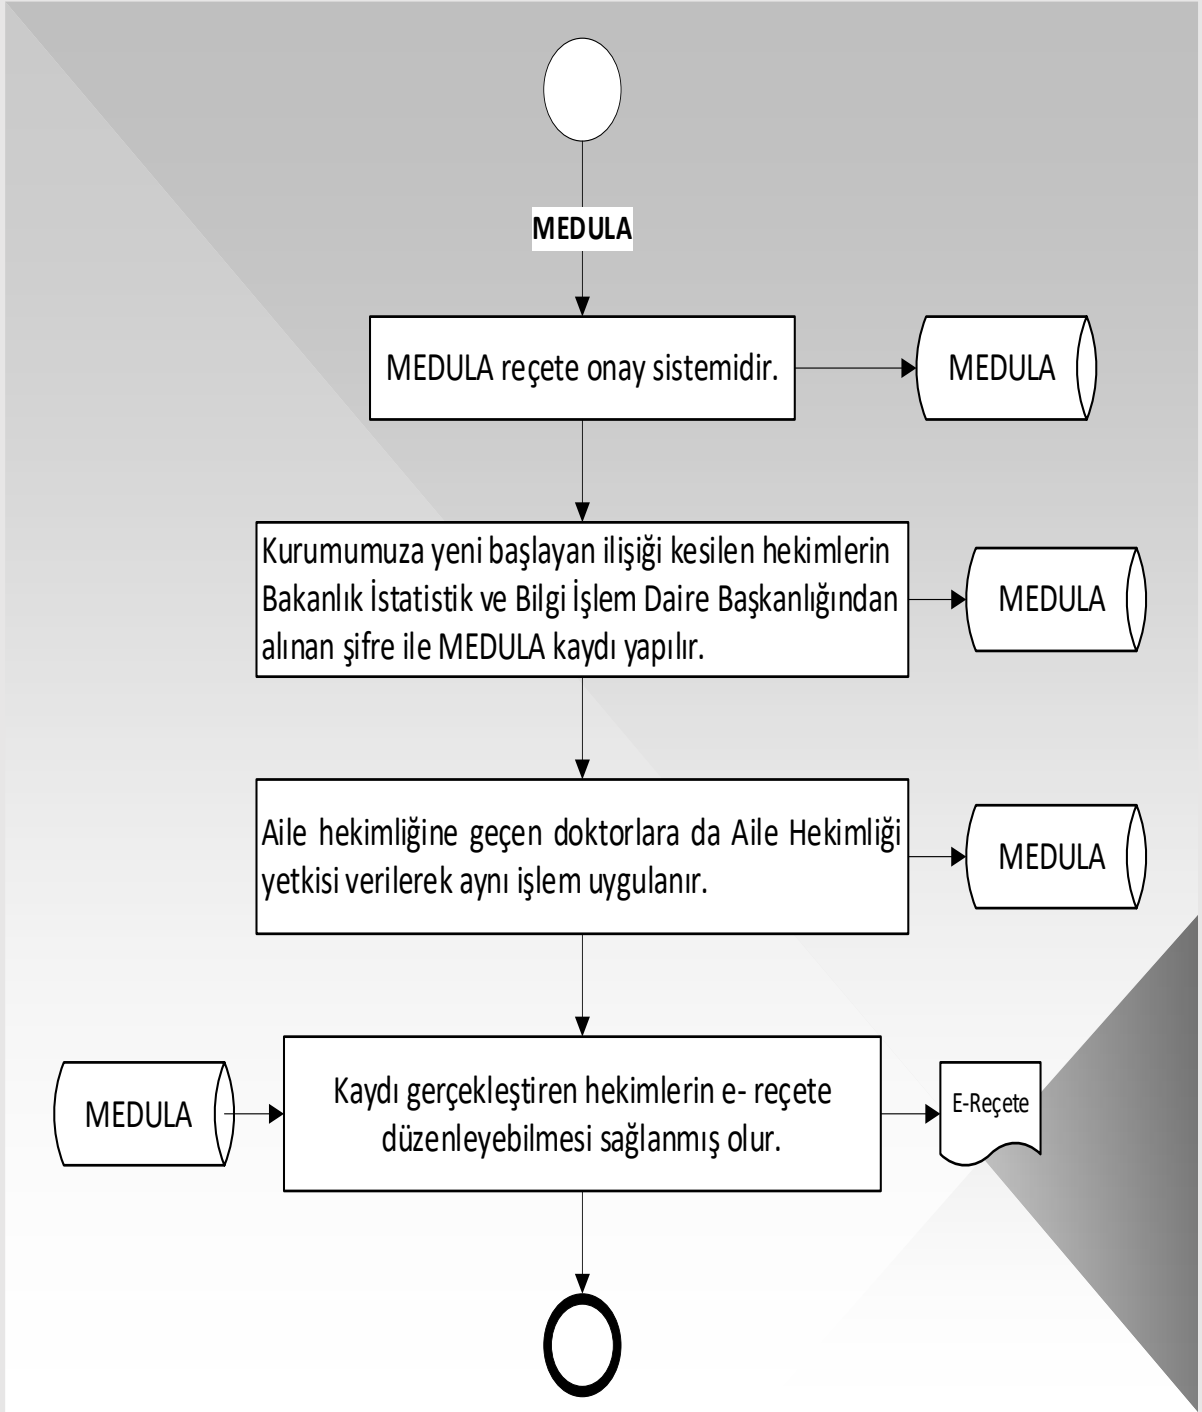 MEDULA
MEDULA reçete onay sistemidir.
MEDULA
Kurumumuza yeni başlayan ilişiği kesilen hekimlerin
Bakanlık İstatistik ve Bilgi İşlem Daire Başkanlığından
alınan şifre ile MEDULA kaydı yapılır.
MEDULA
Aile hekimliğine geçen doktorlara da Aile Hekimliği
yetkisi verilerek aynı işlem uygulanır.
MEDULA
MEDULA
Kaydı gerçekleştiren hekimlerin e- reçete
düzenleyebilmesi sağlanmış olur.
E-Reçete